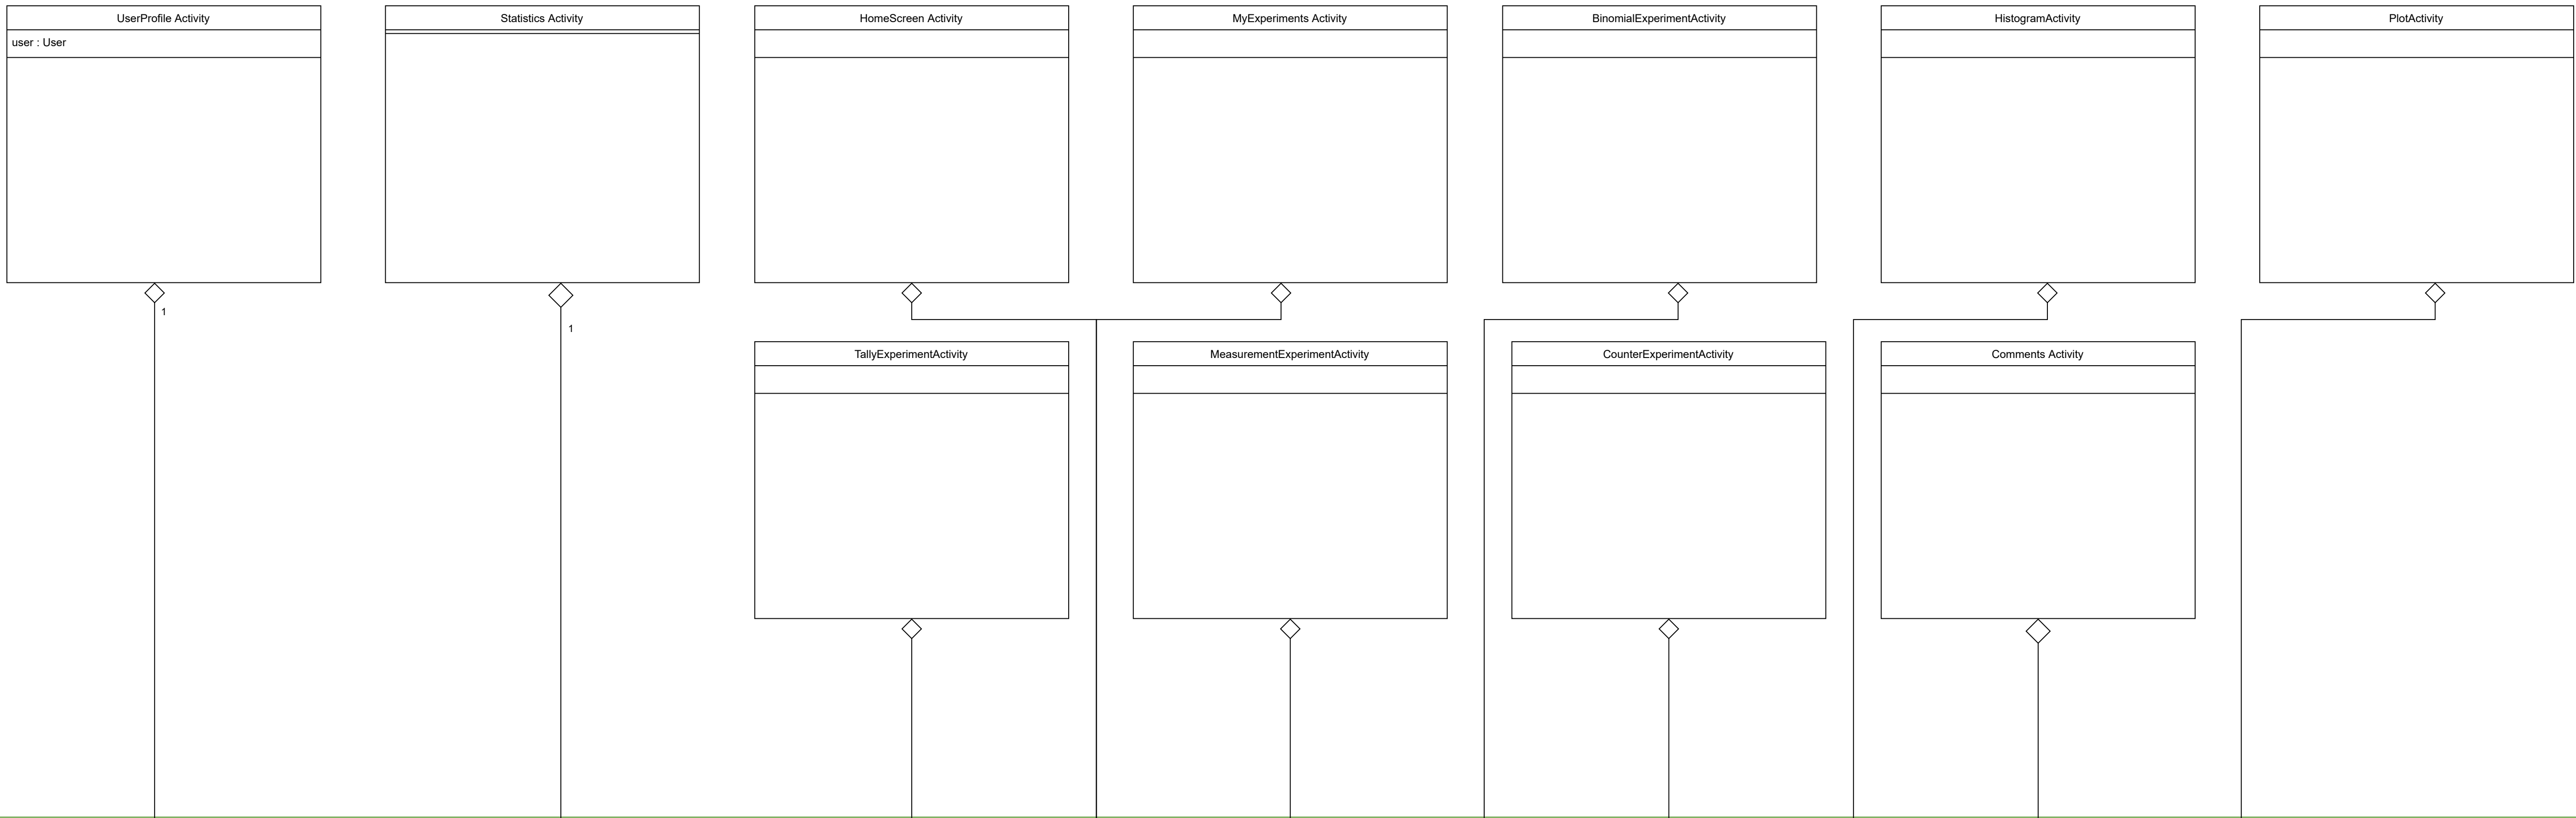 UserProfile Activity
user : User
1
Statistics Activity
1
HomeScreen Activity
MyExperiments Activity
BinomialExperimentActivity
HistogramActivity
PlotActivity
TallyExperimentActivity
MeasurementExperimentActivity
CounterExperimentActivity
Comments Activity